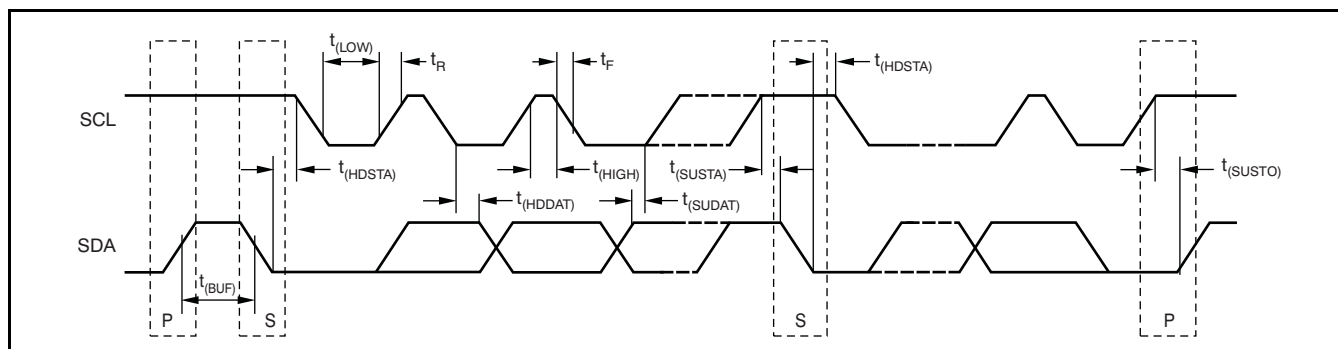 t(LOW)
tR
tF
t(HDSTA)
SCL
t(HDSTA)
t(HIGH)
t(SUSTA)
t(SUSTO)
t(HDDAT)
t(SUDAT)
SDA
t(BUF)
P
S
S
P